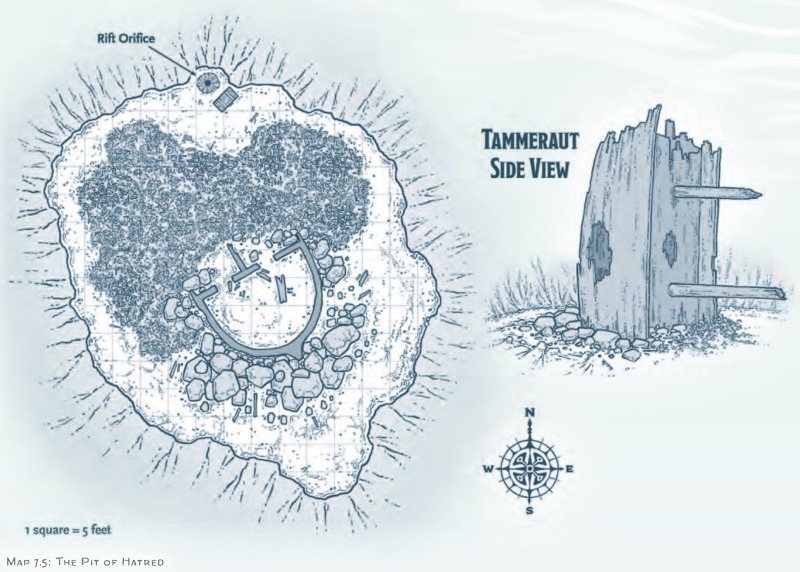 Rift Orifice
TAMMERAUT
SIDE VIEW
N
W E
S
1 square = 5 feet
MAP 7.5: THE PIT OF HATRED